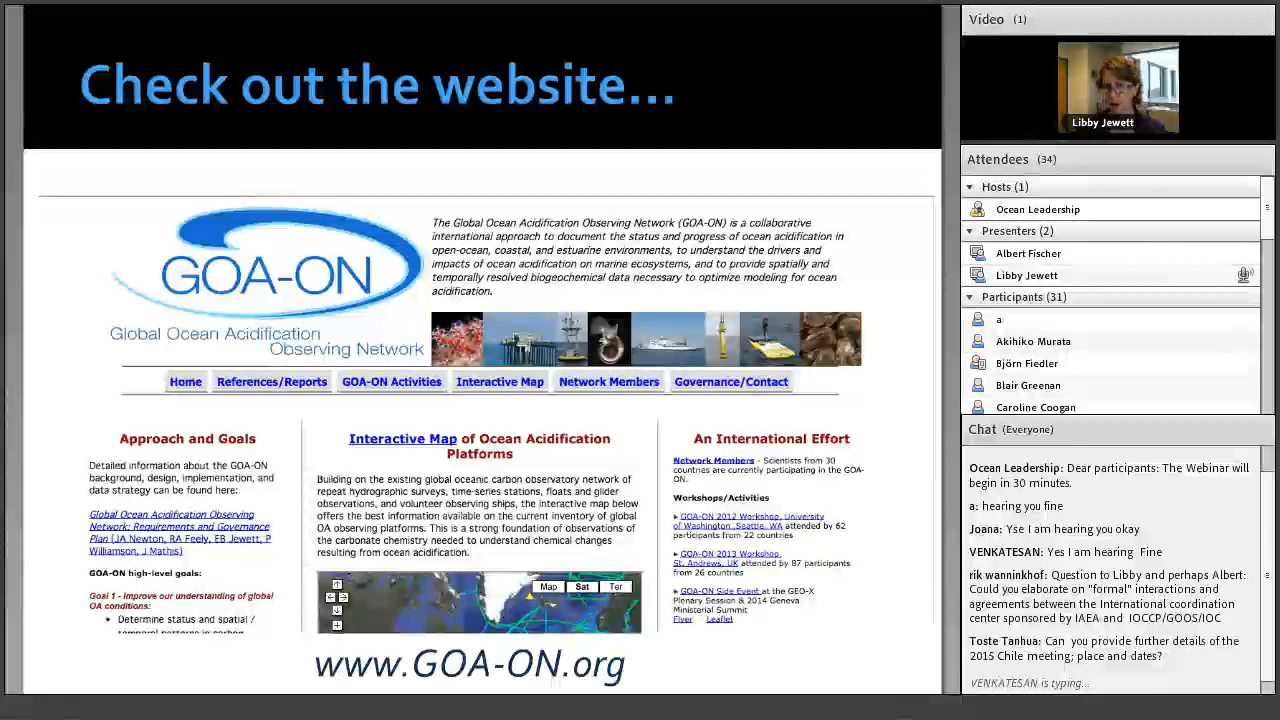 Check out the website...
GOA-ON
Global Ocean Acidification
Observing Network
The Global Ocean Acidification Observing Network (GOA-ON) is a collaborative
international approach to document the status and progress of ocean acidification in
open-ocean, coastal, and estuarine environments, to understand the drivers and
impacts of ocean acidification on marine ecosystems, and to provide spatially and
temporally resolved biogeochemical data necessary to optimize modeling for ocean
acidification.
Home References/Reports GOA-ON Activities Interactive Map Network Members Governance/Contact
Approach and Goals
Detailed information about the GOA-ON
background, design, implementation, and
data strategy can be found here:
Global Ocean Acidification Observing
Network: Requirements and Governance
Plan (JA Newton, RA Feely, EB Jewett, P
Williamson, J Mathis)
GOA-ON high-level goals:
Goal 1 - Improve our understanding of global
OA conditions:
• Determine status and spatial /
temporal patterns in carbon
Interactive Map of Ocean Acidification
Platforms
Building on the existing global oceanic carbon observatory network of
repeat hydrographic surveys, time-series stations, floats and glider
observations, and volunteer observing ships, the interactive map below
offers the best information available on the current inventory of global
OA observing platforms. This is a strong foundation of observations of
the carbonate chemistry needed to understand chemical changes
resulting from ocean acidification.
Map Sat Ter
An International Effort
Network Members - Scientists from 30
countries are currently participating in the GOA-
ON.
Workshops/Activities
GOA-ON 2012 Workshop, University
of Washington ,Seattle, WA attended by 62
participants from 22 countries
GOA-ON 2013 Workshop,
St. Andrews, UK attended by 87 participants
from 26 countries
GOA-ON Side Event at the GEO-X
Plenary Session & 2014 Geneva
Ministerial Summit
Flyer Leaflet
www.GOA-ON.org
Video (1)
Libby Jewett
Attendees (34)
Hosts (1)
Ocean Leadership
Presenters (2)
Albert Fischer
Libby Jewett
Participants (31)
a
Akihiko Murata
Björn Fiedler
Blair Greenan
Caroline Coogan
Chat (Everyone)
Ocean Leadership: Dear participants: The Webinar will
begin in 30 minutes.
a: hearing you fine
Joana: Yse I am hearing you okay
VENKATESAN: Yes I am hearing Fine
rik wanninkhof: Question to Libby and perhaps Albert:
Could you elaborate on "formal" interactions and
agreements between the International coordination
center sponsored by IAEA and IOCCP/GOOS/IOC
Toste Tanhua: Can you provide further details of the
2015 Chile meeting; place and dates?
VENKATESAN is typing...